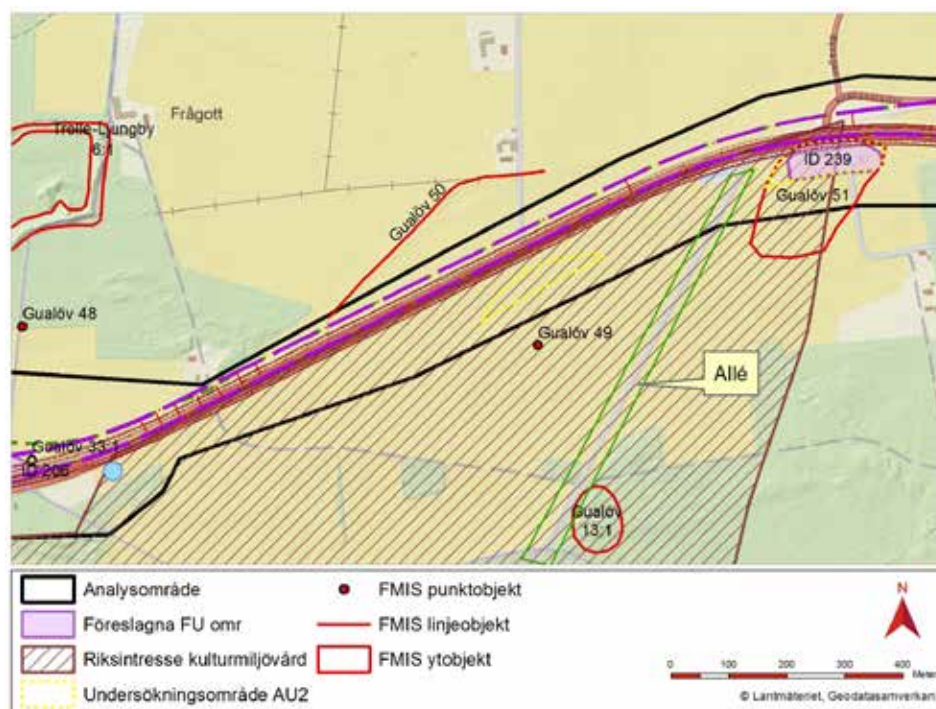 Frågott
Trolle-Ljungby
6:1
Gualöv 50
ID 239
Gualöv 51
Gualöv 48
Gualöv 49
Allé
Gualöv 33:1
ID 206
Gualöv
13:1
Analysområde
Föreslagna FU omr
Riksintresse kulturmiljövård
Undersökningsområde AU2
FMIS punktobjekt
FMIS linjeobjekt
FMIS ytobjekt
N
0 100 200 300 400
Meter
© Lantmäteriet, Geodatasamverkan